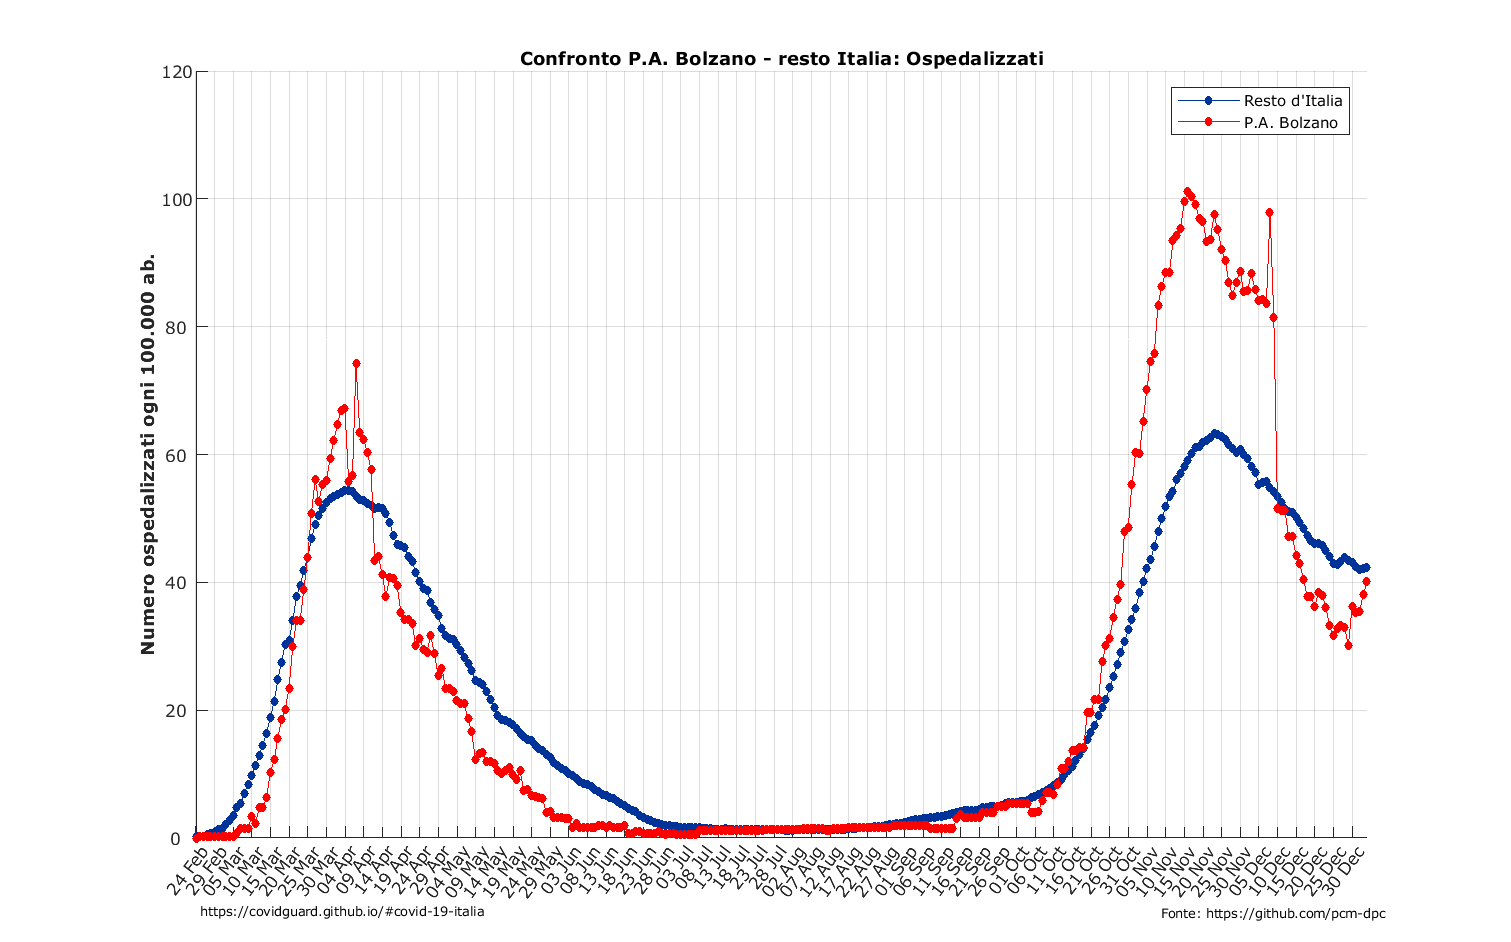 Confronto P.A. Bolzano - resto Italia: Ospedalizzati
Resto d'Italia
P.A. Bolzano
Numero ospedalizzati ogni 100.000 ab.
120
100
80
60
40
20
0
24 Feb
29 Feb
05 Mar
10 Mar
15 Mar
20 Mar
25 Mar
30 Mar
04 Apr
09 Apr
14 Apr
19 Apr
24 Apr
29 Apr
04 May
09 May
14 May
19 May
24 May
29 May
03 Jun
08 Jun
13 Jun
18 Jun
23 Jun
28 Jun
03 Jul
08 Jul
13 Jul
18 Jul
23 Jul
28 Jul
02 Aug
07 Aug
12 Aug
17 Aug
22 Aug
27 Aug
01 Sep
06 Sep
11 Sep
16 Sep
21 Sep
26 Sep
01 Oct
06 Oct
11 Oct
16 Oct
21 Oct
26 Oct
31 Oct
05 Nov
10 Nov
15 Nov
20 Nov
25 Nov
30 Nov
05 Dec
10 Dec
15 Dec
20 Dec
25 Dec
30 Dec
https://covidguard.github.io/#covid-19-italia
Fonte: https://github.com/pcm-dpc